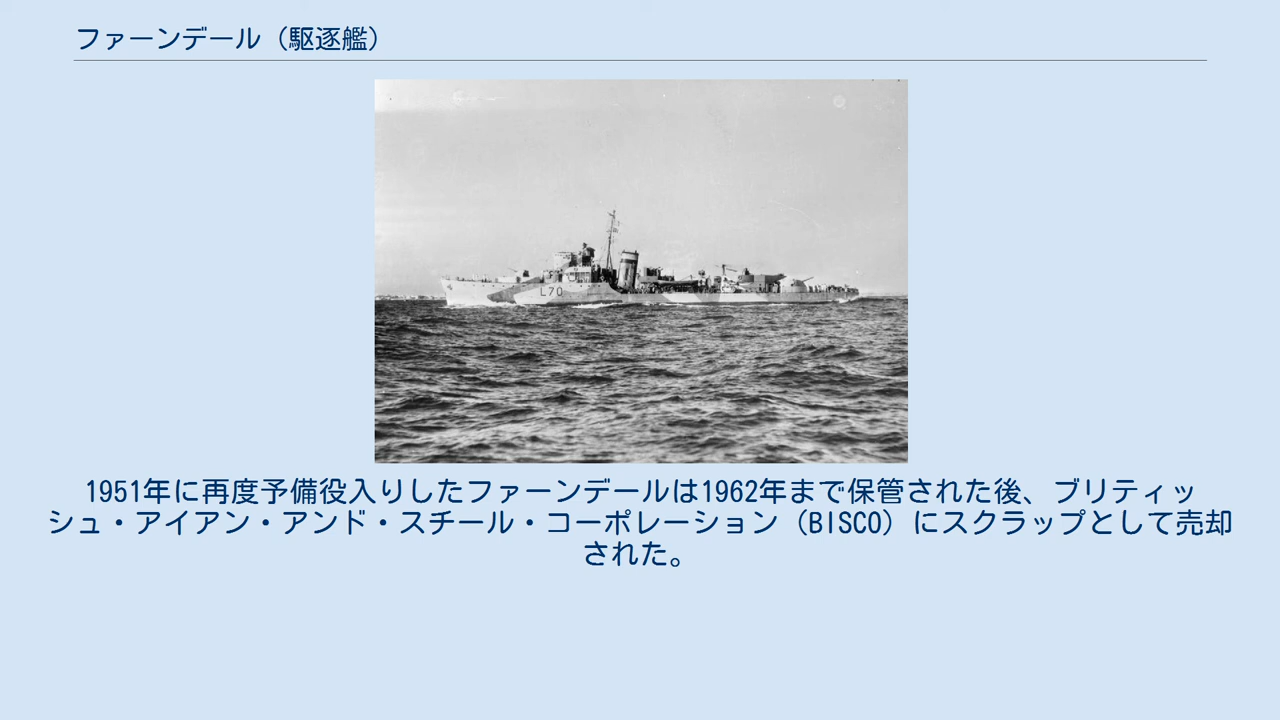 ファーンデール（駆逐艦）
L70
1951年に再度予備役入りしたファーンデールは1962年まで保管された後、ブリティッ
シュ・アイアン・アンド・スチール・コーポレーション（BISCO）にスクラップとして売却
された。